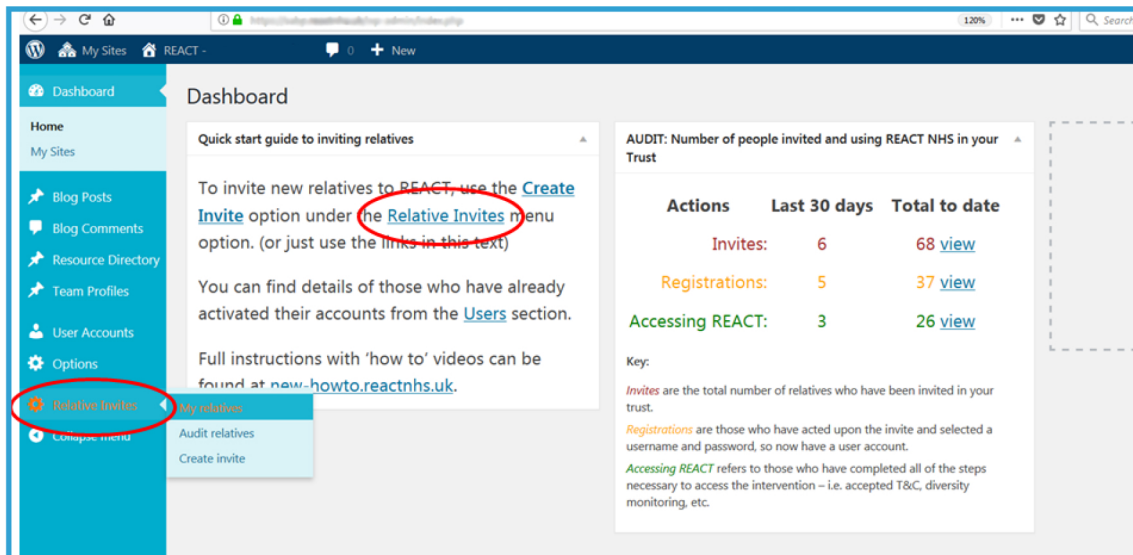 120%
Search
My Sites
REACT -
0
New
Dashboard
Home
My Sites
Blog Posts
Blog Comments
Resource Directory
Team Profiles
User Accounts
Options
Relative Invites
Collapse menu
My relatives
Audit relatives
Create invite
Dashboard
Quick start guide to inviting relatives
To invite new relatives to REACT, use the Create
Invite option under the Relative Invites menu
option. (or just use the links in this text)
You can find details of those who have already
activated their accounts from the Users section.
Full instructions with ‘how to’ videos can be
found at new-howto.reactnhs.uk.
AUDIT: Number of people invited and using REACT NHS in your
Trust
Actions Last 30 days Total to date
Invites: 6 68 view
Registrations: 5 37 view
Accessing REACT: 3 26 view
Key:
Invites are the total number of relatives who have been invited in your
trust.
Registrations are those who have acted upon the invite and selected a
username and password, so now have a user account.
Accessing REACT refers to those who have completed all of the steps
necessary to access the intervention – i.e. accepted T&C, diversity
monitoring, etc.